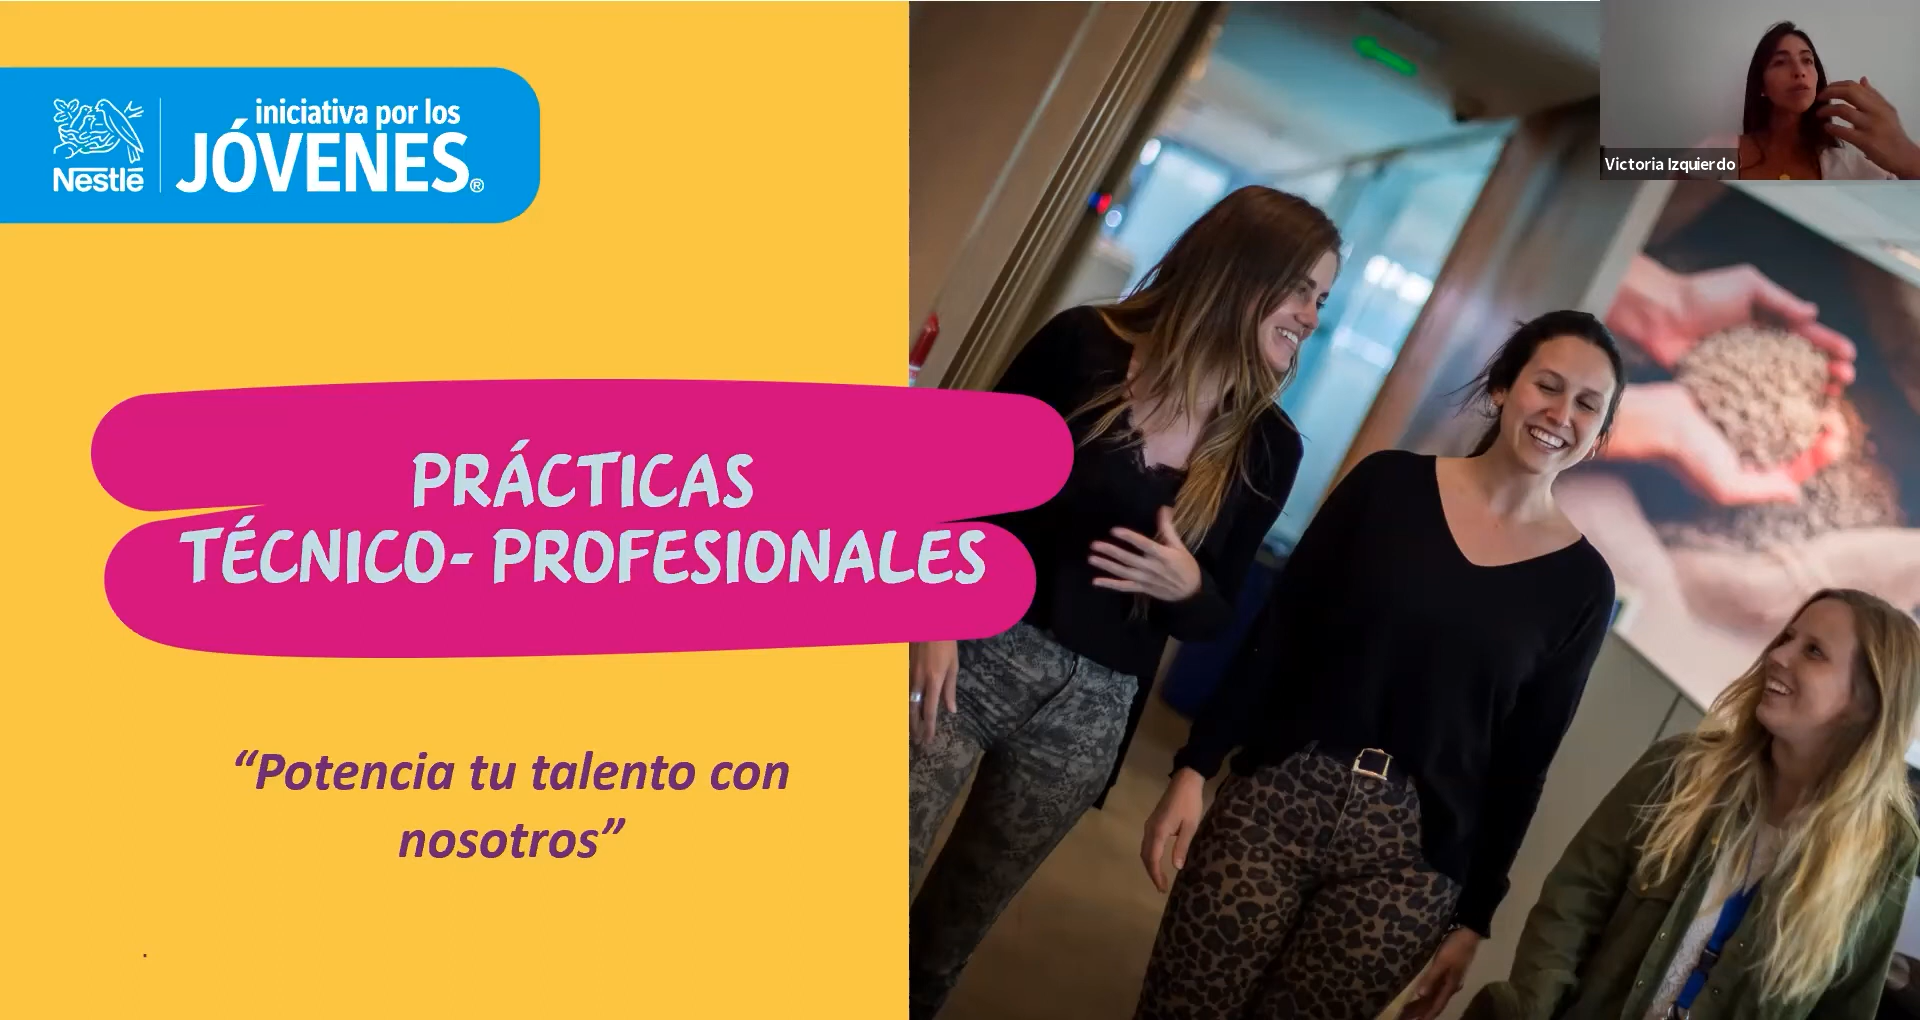 Nestlé
iniciativa por los
JÓVENES®
PRÁCTICAS
TÉCNICO- PROFESIONALES
“Potencia tu talento con
nosotros”
.
Victoria Izquierdo